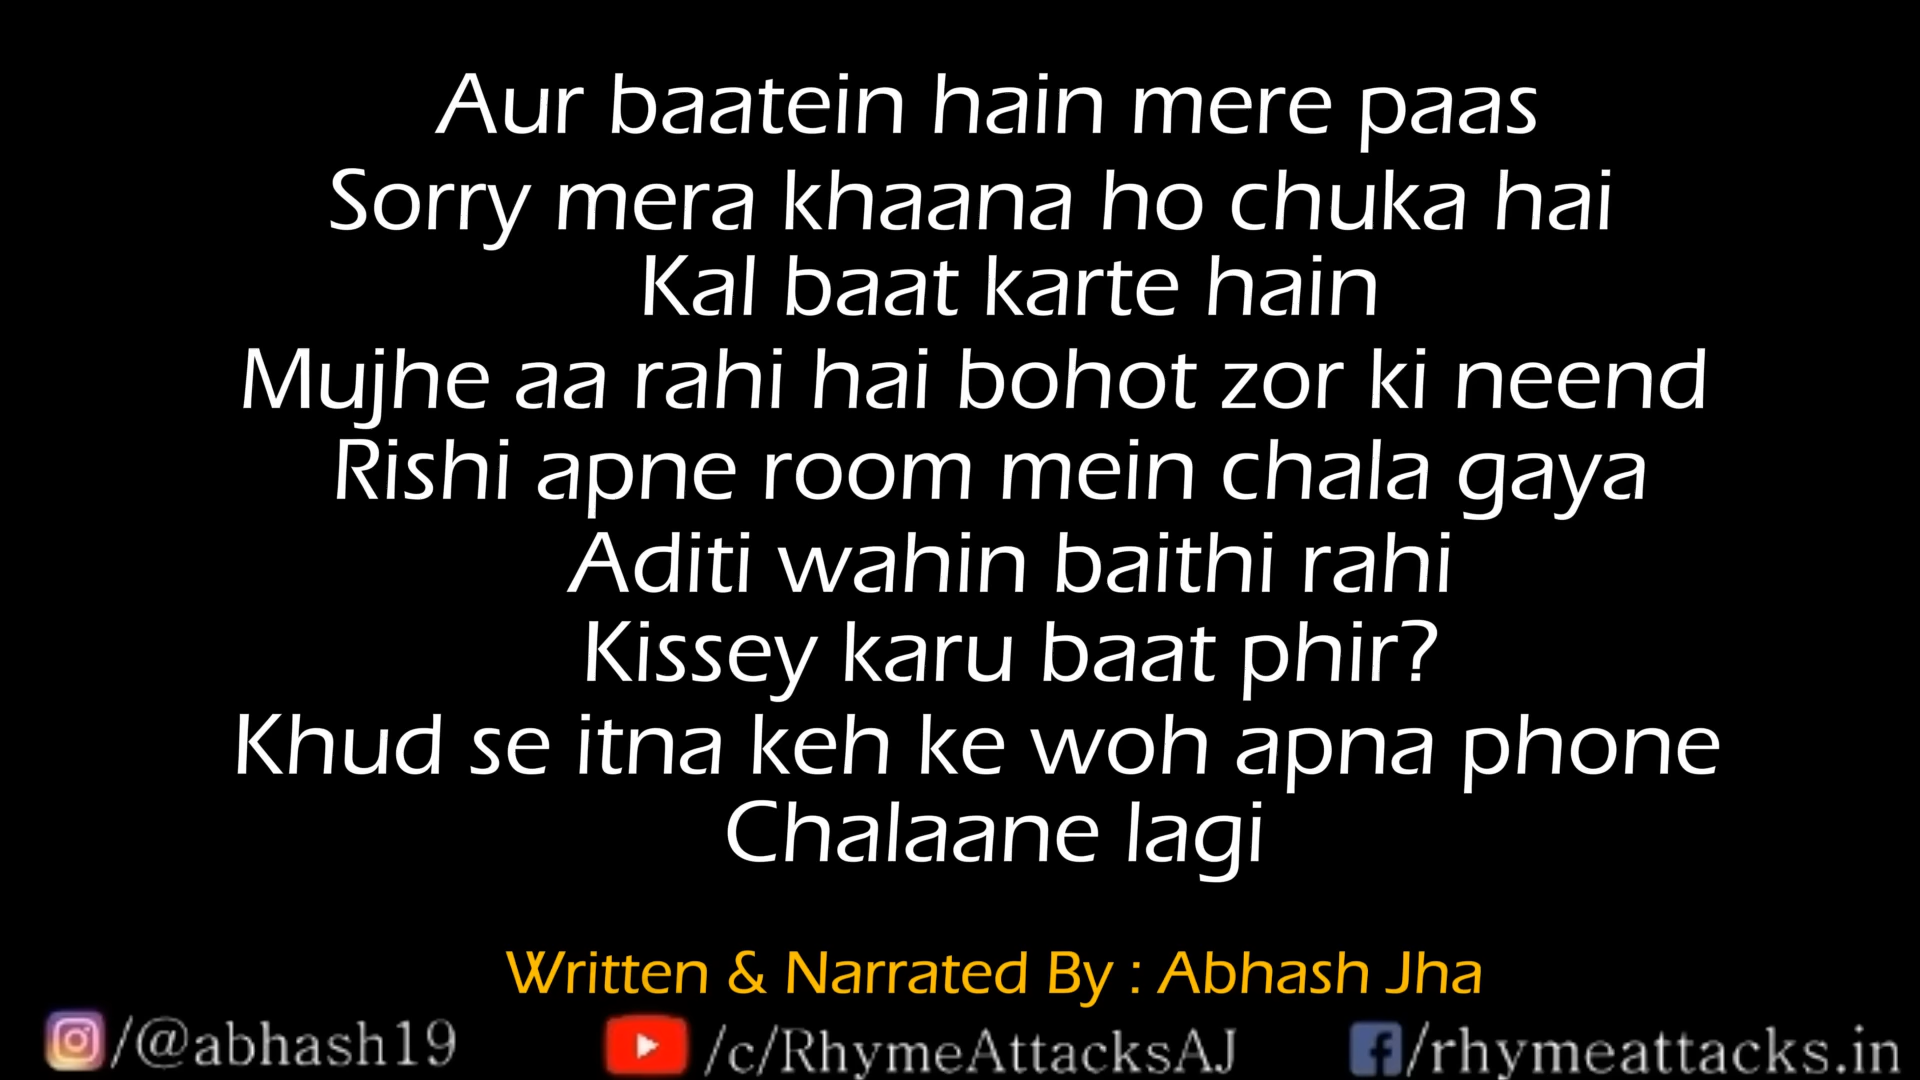 Aur baatein hain mere paas
Sorry mera khaana ho chuka hai
Kal baat karte hain
Mujhe aa rahi hai bohot zor ki neend
Rishi apne room mein chala gaya
Aditi wahin baithi rahi
Kissey karu baat phir?
Khud se itna keh ke woh apna phone
Chalaane lagi
Written & Narrated By : Abhash Jha
/@abhash19 /c/RhymeAttacksAJ /rhymeattacks.in